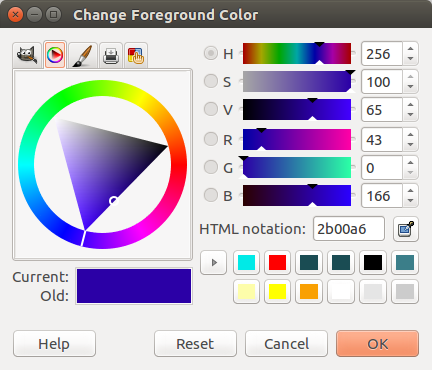 Change Foreground Color
H 256
S 100
V 65
R 43
G 0
B 166
HTML notation: 2b00a6
Current:
Old:
Help Reset Cancel OK